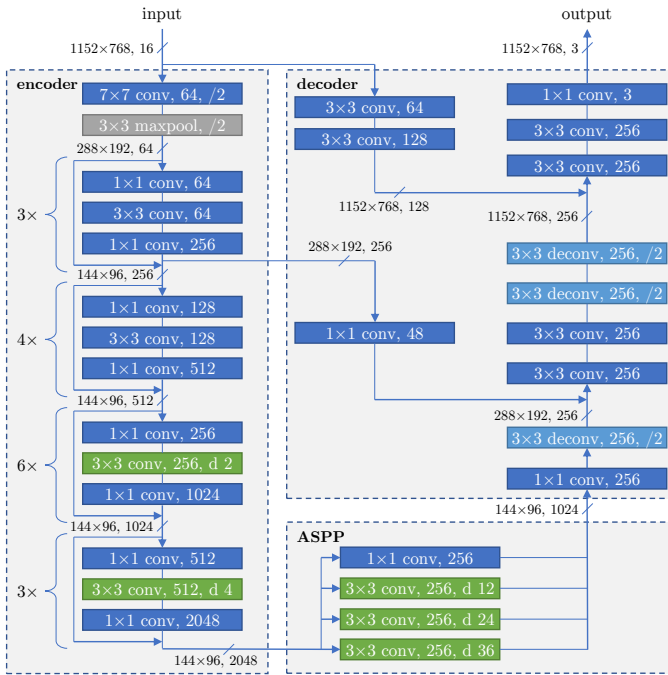 input
1152×768, 16
encoder
7×7 conv, 64, /2
3×3 maxpool, /2
288×192, 64
3×
1×1 conv, 64
3×3 conv, 64
1×1 conv, 256
144×96, 256
4×
1×1 conv, 128
3×3 conv, 128
1×1 conv, 512
144×96, 512
6×
1×1 conv, 256
3×3 conv, 256, d 2
1×1 conv, 1024
144×96, 1024
3×
1×1 conv, 512
3×3 conv, 512, d 4
1×1 conv, 2048
144×96, 2048
output
1152×768, 3
decoder
3×3 conv, 64
3×3 conv, 128
1152×768, 128
288×192, 256
1×1 conv, 48
1×1 conv, 3
3×3 conv, 256
3×3 conv, 256
1152×768, 256
3×3 deconv, 256, /2
3×3 deconv, 256, /2
3×3 conv, 256
3×3 conv, 256
288×192, 256
3×3 deconv, 256, /2
1×1 conv, 256
144×96, 1024
ASPP
1×1 conv, 256
3×3 conv, 256, d 12
3×3 conv, 256, d 24
3×3 conv, 256, d 36